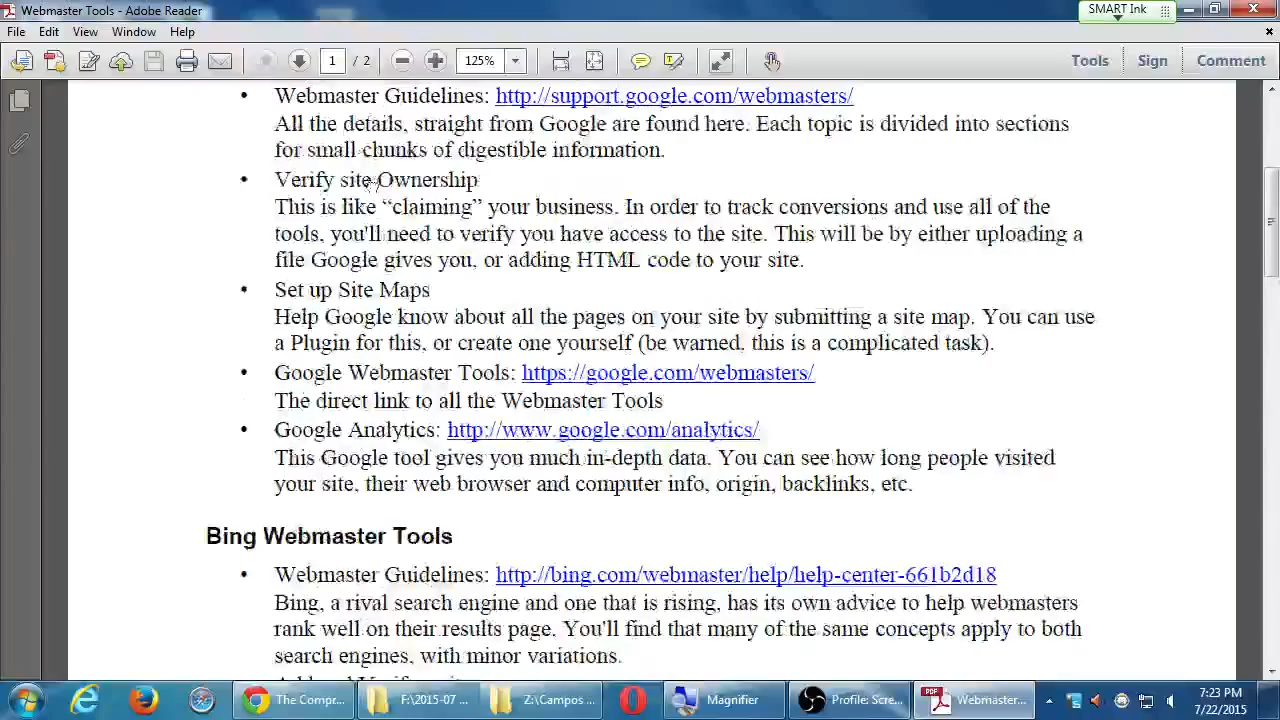 Webmaster Tools - Adobe Reader
SMART Ink
File Edit View Window Help
1 / 2 125% Tools Sign Comment
• Webmaster Guidelines: http://support.google.com/webmasters/
All the details, straight from Google are found here. Each topic is divided into sections
for small chunks of digestible information.
• Verify site Ownership
This is like “claiming” your business. In order to track conversions and use all of the
tools, you'll need to verify you have access to the site. This will be by either uploading a
file Google gives you, or adding HTML code to your site.
• Set up Site Maps
Help Google know about all the pages on your site by submitting a site map. You can use
a Plugin for this, or create one yourself (be warned, this is a complicated task).
• Google Webmaster Tools: https://google.com/webmasters/
The direct link to all the Webmaster Tools
• Google Analytics: http://www.google.com/analytics/
This Google tool gives you much in-depth data. You can see how long people visited
your site, their web browser and computer info, origin, backlinks, etc.
Bing Webmaster Tools
• Webmaster Guidelines: http://bing.com/webmaster/help/help-center-661b2d18
Bing, a rival search engine and one that is rising, has its own advice to help webmasters
rank well on their results page. You'll find that many of the same concepts apply to both
search engines, with minor variations.
The Compr... F:\2015-07 ... Z:\Campos ... Magnifier Profile: Scre... PDF Webmaster... 7:23 PM
7/22/2015